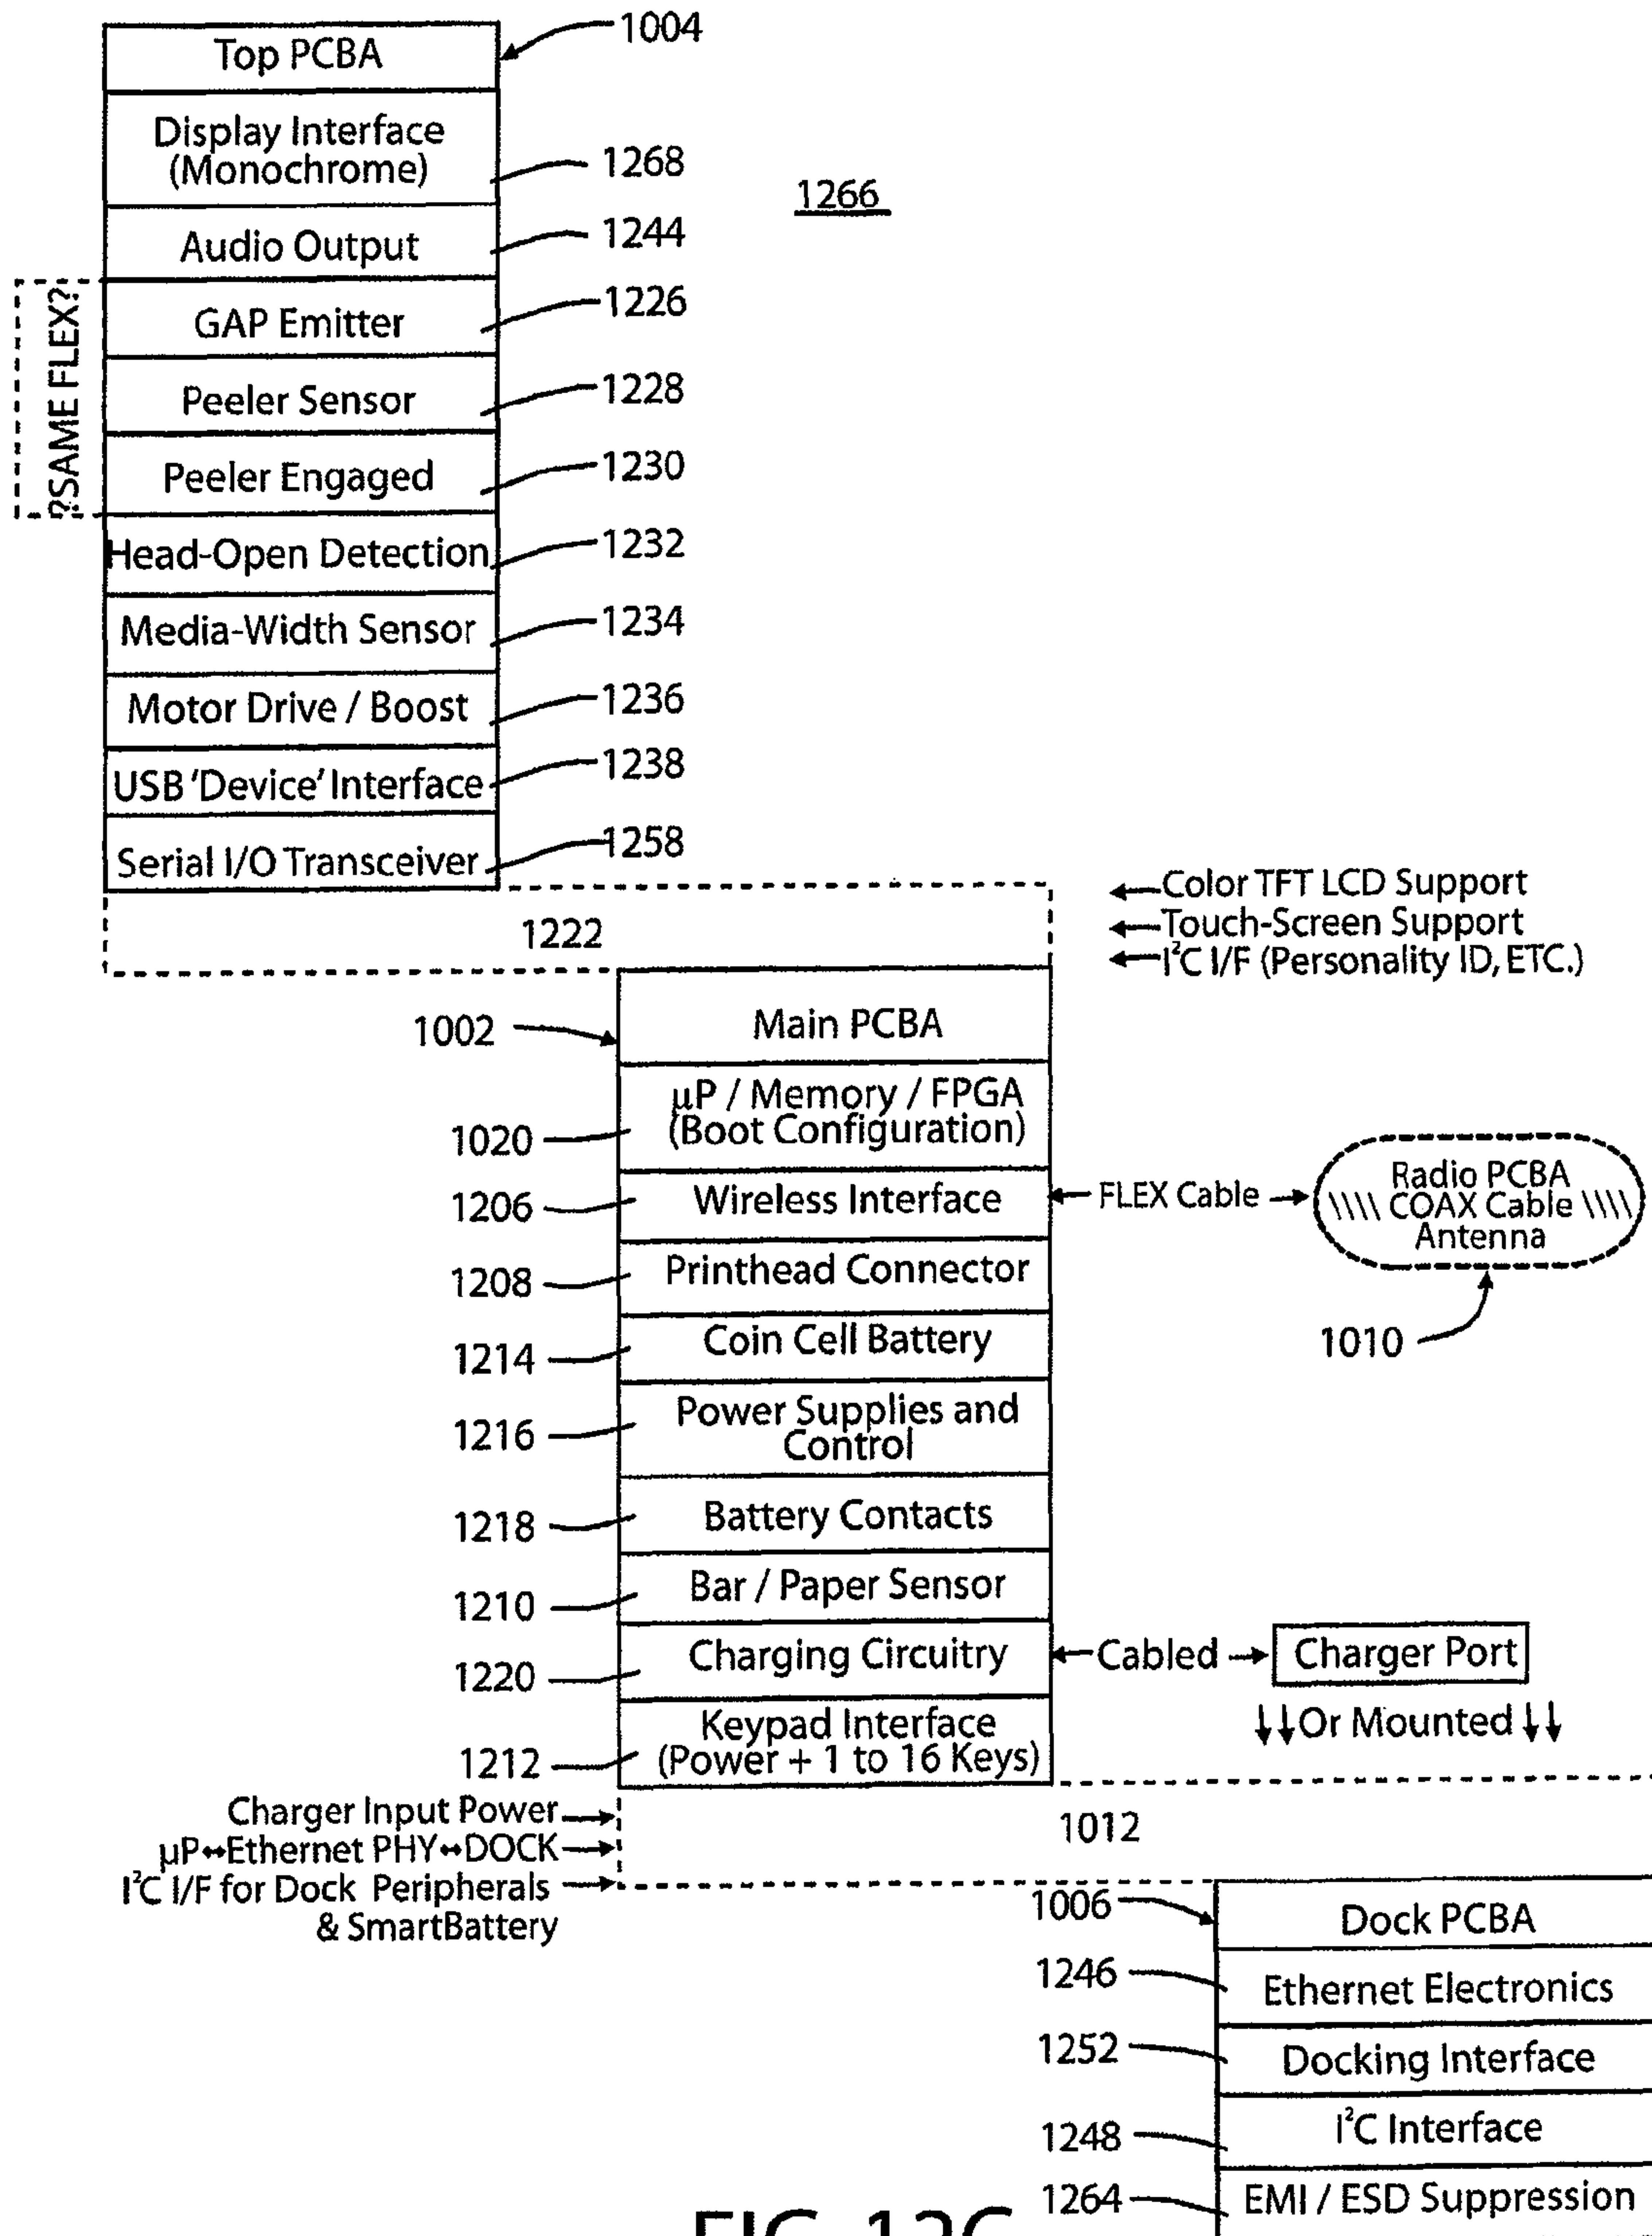 Top PCBA
1004
Display Interface
(Monochrome)
1268
1266
Audio Output
1244
?SAME FLEX?
GAP Emitter
1226
Peeler Sensor
1228
Peeler Engaged
1230
Head-Open Detection
1232
Media-Width Sensor
1234
Motor Drive / Boost
1236
USB 'Device' Interface
1238
Serial I/O Transceiver
1258
1222
Color TFT LCD Support
Touch-Screen Support
I²C I/F (Personality ID, ETC.)
1002
Main PCBA
1020
µP / Memory / FPGA
(Boot Configuration)
1206
Wireless Interface
FLEX Cable
Radio PCBA
\\\\ COAX Cable \\\\
Antenna
1010
1208
Printhead Connector
1214
Coin Cell Battery
1216
Power Supplies and
Control
1218
Battery Contacts
1210
Bar / Paper Sensor
1220
Charging Circuitry
Cabled
Charger Port
↓↓Or Mounted↓↓
1212
Keypad Interface
(Power + 1 to 16 Keys)
Charger Input Power
µP↔Ethernet PHY↔DOCK
I²C I/F for Dock Peripherals
& SmartBattery
1012
1006
Dock PCBA
1246
Ethernet Electronics
1252
Docking Interface
1248
I²C Interface
1264
EMI / ESD Suppression
FIG. 12C